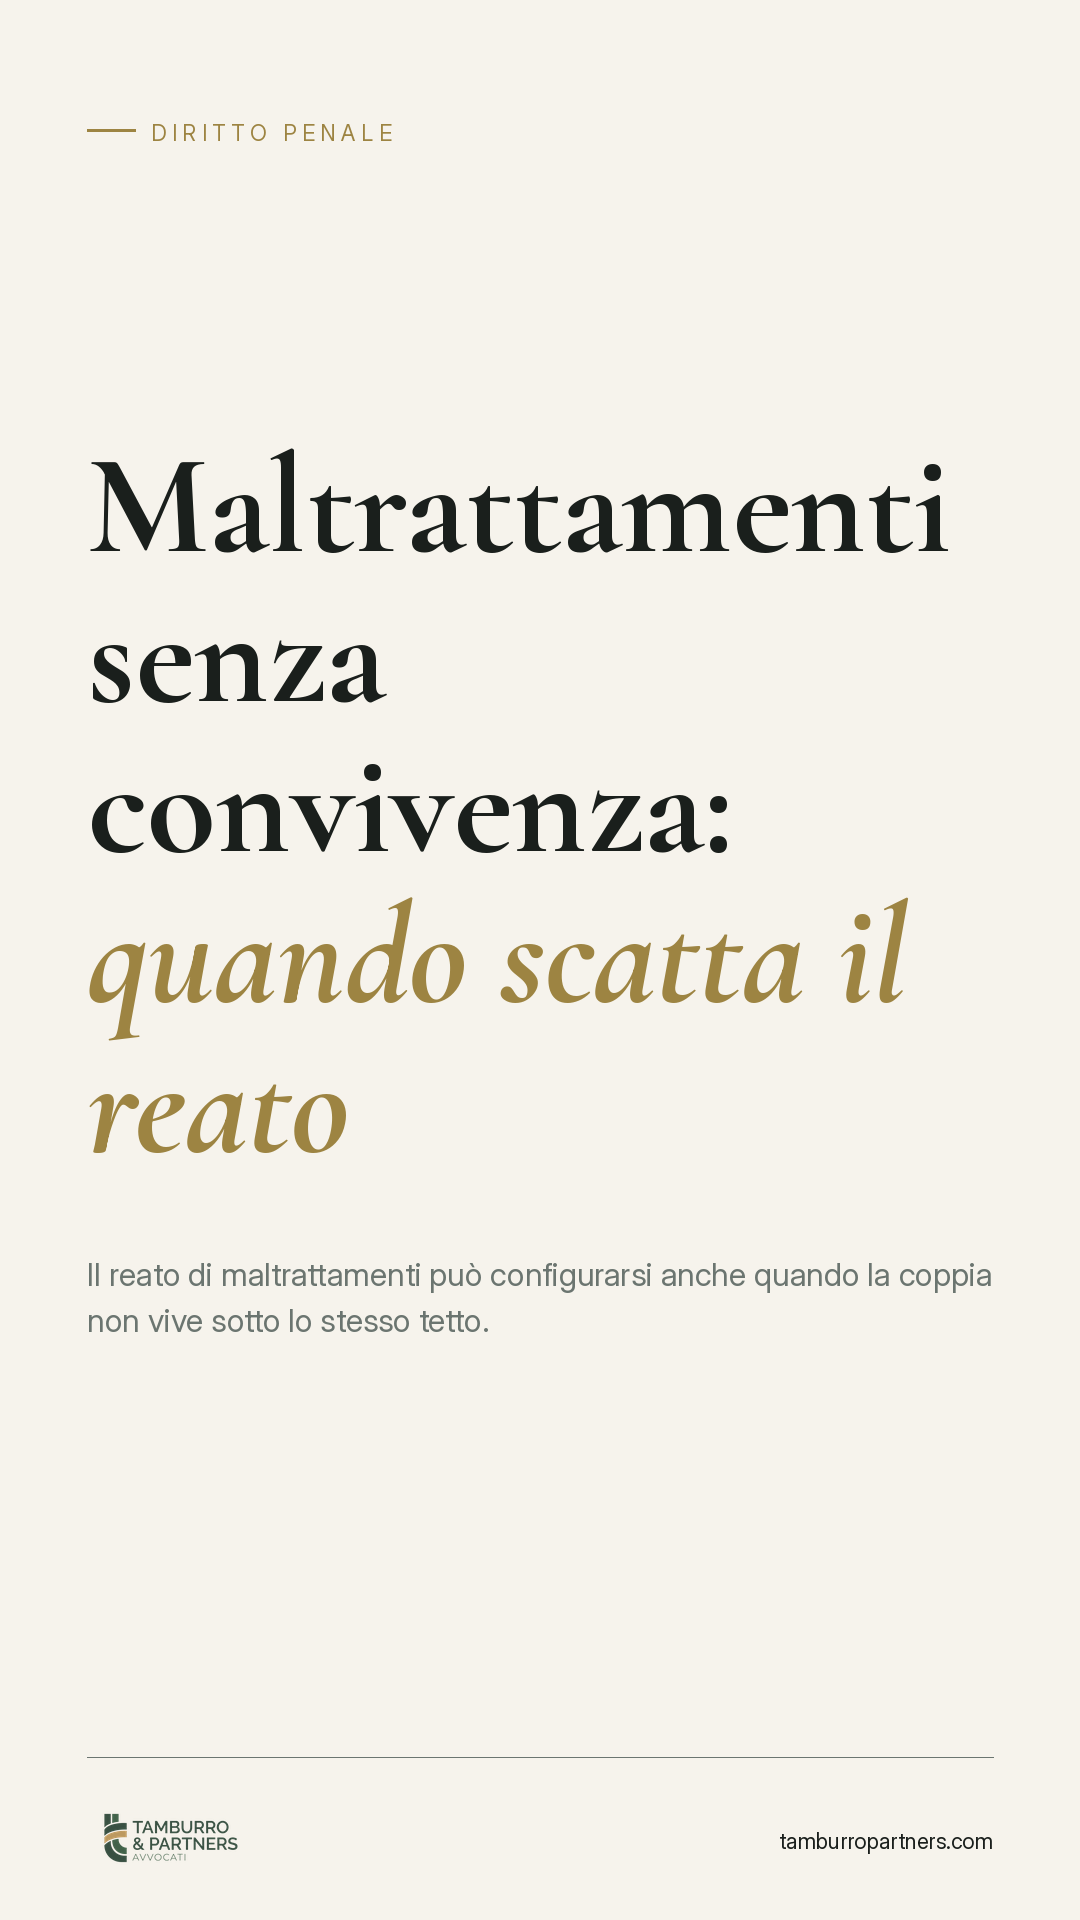 DIRITTO PENALE
Maltrattamenti
senza
convivenza:
quando scatta il
reato
Il reato di maltrattamenti può configurarsi anche quando la coppia
non vive sotto lo stesso tetto.
TAMBURRO
& PARTNERS
AVVOCATI
tamburropartners.com